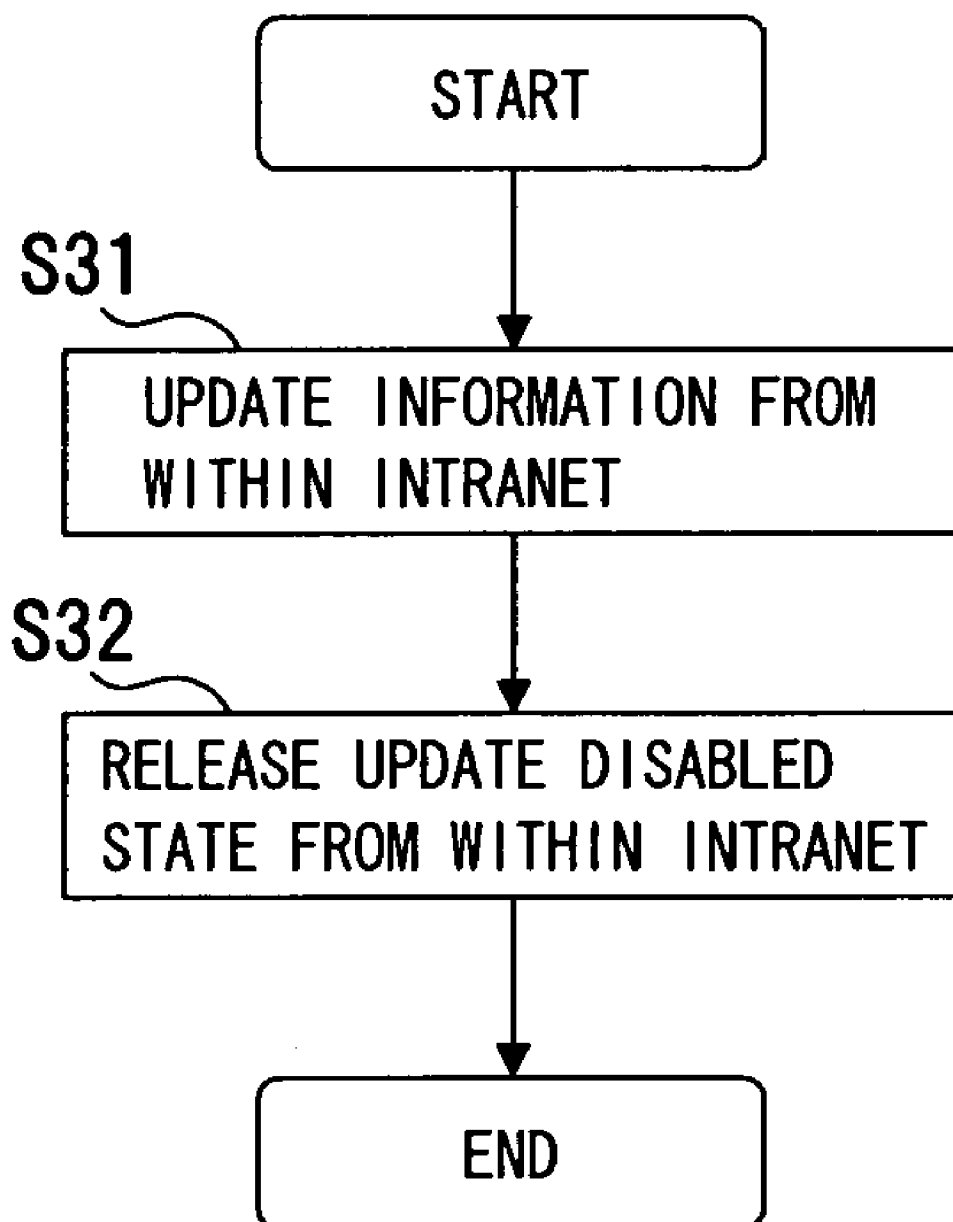 START
S31
UPDATE INFORMATION FROM
WITHIN INTRANET
S32
RELEASE UPDATE DISABLED
STATE FROM WITHIN INTRANET
END